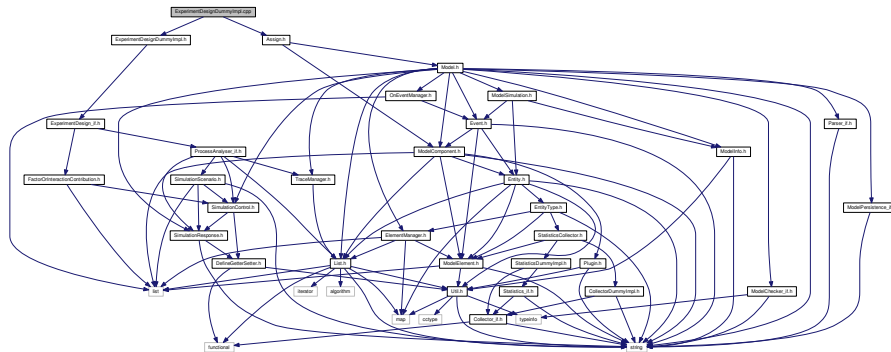 ExperimentDesignDummyImpl.cpp
ExperimentDesignDummyImpl.h
Assign.h
Model.h
OnEventManager.h
ModelSimulation.h
ExperimentDesign_if.h
Event.h
Parser_if.h
ProcessAnalyser_if.h
ModelComponent.h
ModelInfo.h
FactorOrInteractionContribution.h
SimulationScenario.h
TraceManager.h
Entity.h
SimulationControl.h
EntityType.h
ModelPersistence_if.h
SimulationResponse.h
ElementManager.h
StatisticsCollector.h
DefineGetterSetter.h
List.h
ModelElement.h
StatisticsDummyImpl.h
Plugin.h
list
iterator
algorithm
Util.h
Statistics_if.h
CollectorDummyImpl.h
ModelChecker_if.h
map
cctype
Collector_if.h
typeinfo
functional
string